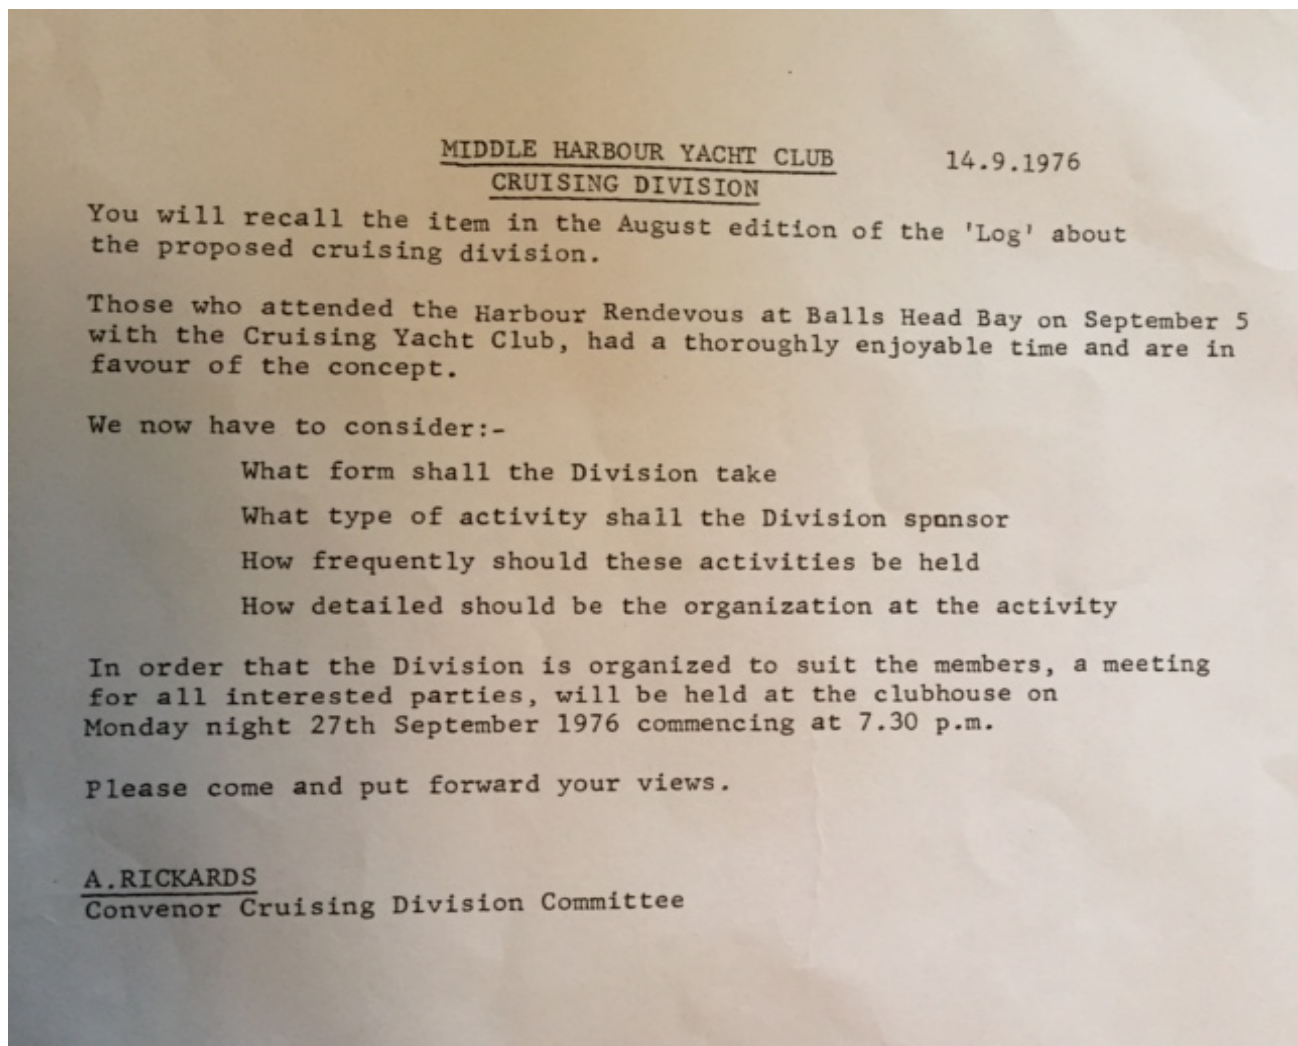 MIDDLE HARBOUR YACHT CLUB 14.9.1976
CRUISING DIVISION
You will recall the item in the August edition of the 'Log' about
the proposed cruising division.
Those who attended the Harbour Rendevous at Balls Head Bay on September 5
with the Cruising Yacht Club, had a thoroughly enjoyable time and are in
favour of the concept.
We now have to consider:-
What form shall the Division take
What type of activity shall the Division sponsor
How frequently should these activities be held
How detailed should be the organization at the activity
In order that the Division is organized to suit the members, a meeting
for all interested parties, will be held at the clubhouse on
Monday night 27th September 1976 commencing at 7.30 p.m.
Please come and put forward your views.
A.RICKARDS
Convenor Cruising Division Committee